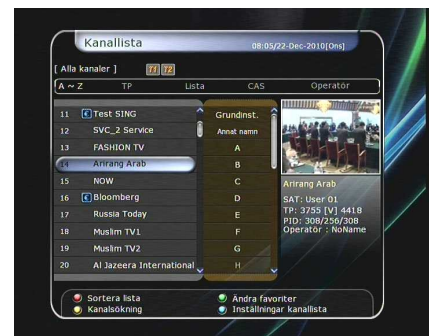 Kanallista
08:05/22-Dec-2010[Ons]
[ Alla kanaler ] T1 T2
A ~ Z TP Lista CAS Operatör
11 € Test SING
12 SVC_2 Service
13 FASHION TV
14 Arirang Arab
15 NOW
16 € Bloomberg
17 Russia Today
18 Muslim TV1
19 Muslim TV2
20 Al Jazeera International
Grundinst.
Annat namn
A
B
C
D
E
F
G
H
Arirang Arab
SAT: User 01
TP: 3755 [V] 4418
PID: 308/256/308
Operatör : NoName
Sortera lista
Ändra favoriter
Kanalsökning
Inställningar kanallista